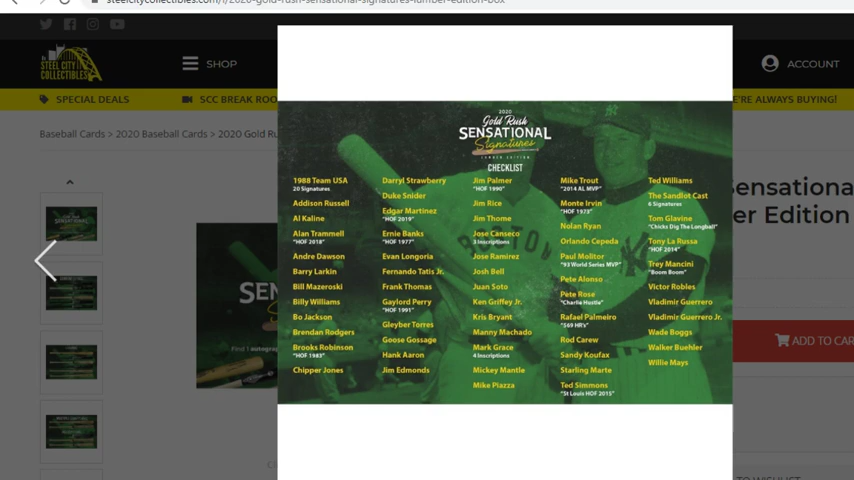 steelcitycollectibles.com/i/2020-gold-rush-sensational-signatures-lumber-edition-box
STEEL CITY
COLLECTIBLES
SHOP
ACCOUNT
SPECIAL DEALS
SCC BREAK ROO
E'RE ALWAYS BUYING!
Baseball Cards > 2020 Baseball Cards > 2020 Gold Ru
2020
Gold Rush
SENSATIONAL
Signatures
LUMBER EDITION
CHECKLIST
1988 Team USA
20 Signatures
Addison Russell
Al Kaline
Alan Trammell
"HOF 2018"
Andre Dawson
Barry Larkin
Bill Mazeroski
Billy Williams
Bo Jackson
Brendan Rodgers
Brooks Robinson
"HOF 1983"
Chipper Jones
Darryl Strawberry
Duke Snider
Edgar Martinez
"HOF 2019"
Ernie Banks
"HOF 1977"
Evan Longoria
Fernando Tatis Jr.
Frank Thomas
Gaylord Perry
"HOF 1991"
Gleyber Torres
Goose Gossage
Hank Aaron
Jim Edmonds
Jim Palmer
"HOF 1990"
Jim Rice
Jim Thome
Jose Canseco
3 Inscriptions
Jose Ramirez
Josh Bell
Juan Soto
Ken Griffey Jr.
Kris Bryant
Manny Machado
Mark Grace
4 Inscriptions
Mickey Mantle
Mike Piazza
Mike Trout
"2014 AL MVP"
Monte Irvin
"HOF 1973"
Nolan Ryan
Orlando Cepeda
Paul Molitor
"93 World Series MVP"
Pete Alonso
Pete Rose
"Charlie Hustle"
Rafael Palmeiro
"569 HR's"
Rod Carew
Sandy Koufax
Starling Marte
Ted Simmons
"St Louis HOF 2015"
Ted Williams
The Sandlot Cast
6 Signatures
Tom Glavine
"Chicks Dig The Longball"
Tony La Russa
"HOF 2014"
Trey Mancini
"Boom Boom"
Victor Robles
Vladimir Guerrero
Vladimir Guerrero Jr.
Wade Boggs
Walker Buehler
Willie Mays
ensationa
er Edition
SEN
Find 1 autogra
ADD TO CAR
TO WISHLIST